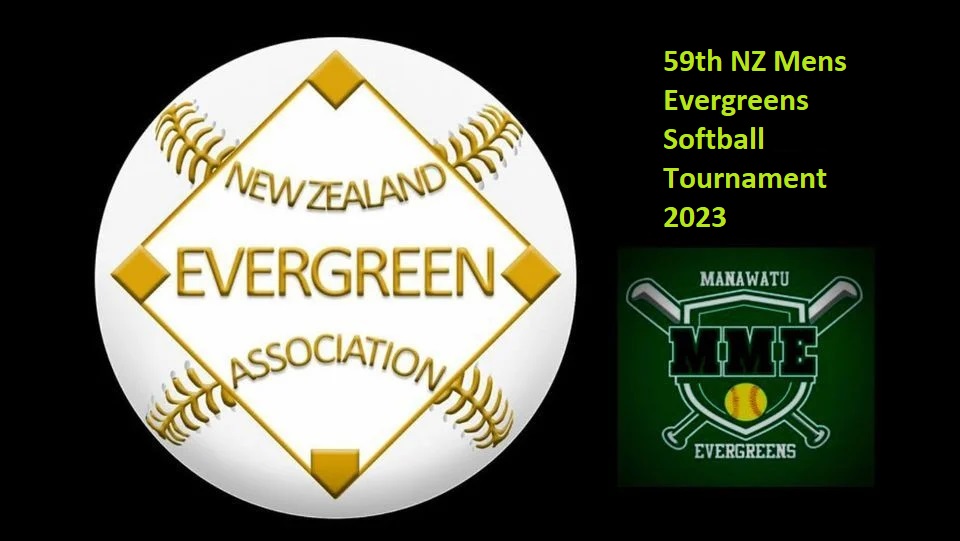 NEW ZEALAND
EVERGREEN
ASSOCIATION
59th NZ Mens
Evergreens
Softball
Tournament
2023
MANAWATU
MME
EVERGREENS